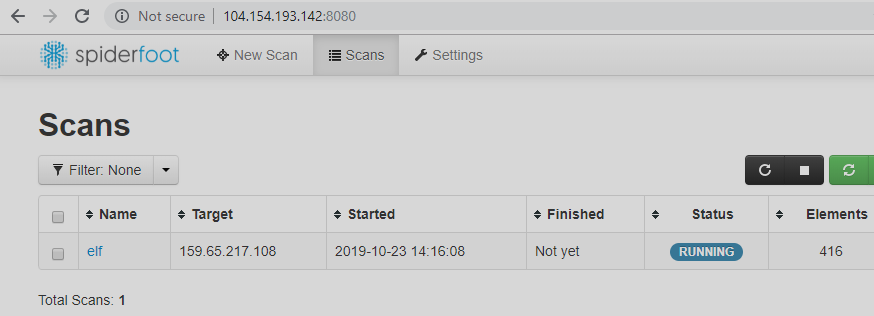 Not secure | 104.154.193.142:8080
spiderfoot New Scan Scans Settings
Scans
Filter: None
Name Target Started Finished Status Elements
elf 159.65.217.108 2019-10-23 14:16:08 Not yet RUNNING 416
Total Scans: 1